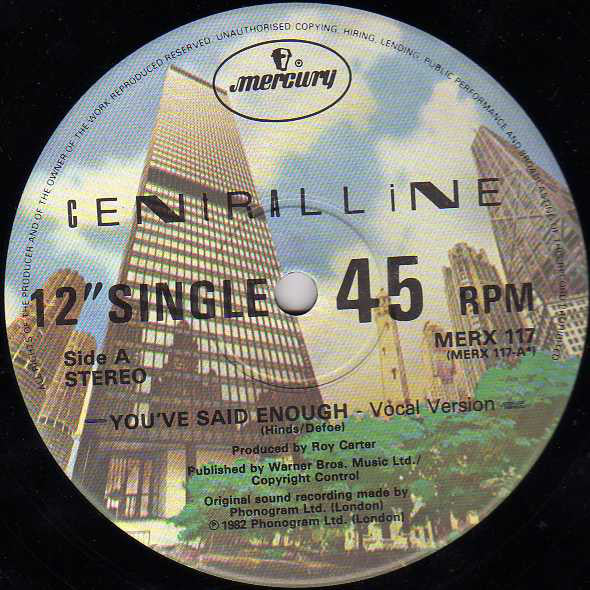 ALL RIGHTS OF THE PRODUCER AND OF THE OWNER OF THE WORK REPRODUCED RESERVED. UNAUTHORISED COPYING, HIRING, LENDING, PUBLIC PERFORMANCE AND BROADCASTING OF THIS RECORD PROHIBITED
mercury
CENTRAL LiNE
12" SINGLE 45 RPM
Side A
STEREO
MERX 117
(MERX 117-A)
YOU'VE SAID ENOUGH - Vocal Version
(Hinds/Defoe)
Produced by Roy Carter
Published by Warner Bros. Music Ltd./
Copyright Control
Original sound recording made by
Phonogram Ltd. (London)
℗ 1982 Phonogram Ltd. (London)